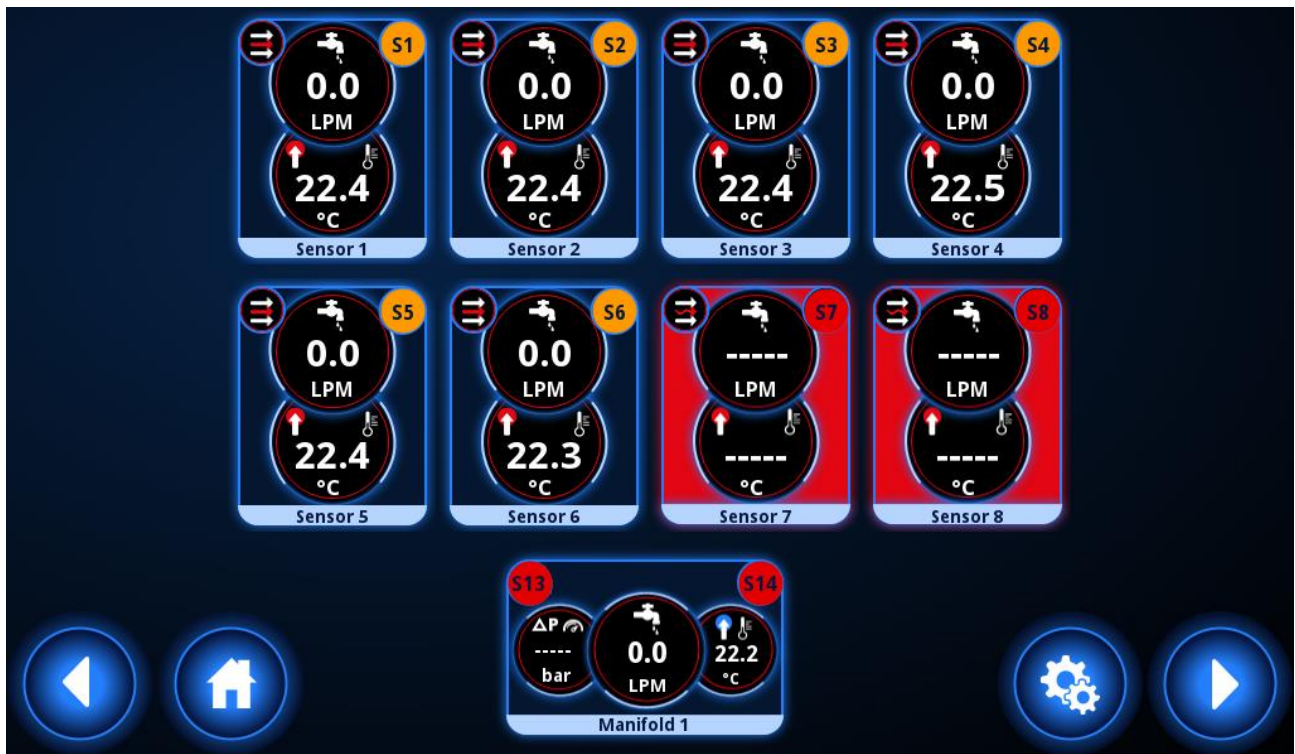 S1 S2 S3 S4
0.0 0.0 0.0 0.0
LPM LPM LPM LPM
22.4 22.4 22.4 22.5
°C °C °C °C
Sensor 1 Sensor 2 Sensor 3 Sensor 4
S5 S6 S7 S8
0.0 0.0 ----- -----
LPM LPM LPM LPM
22.4 22.3 ----- -----
°C °C °C °C
Sensor 5 Sensor 6 Sensor 7 Sensor 8
S13 S14
ΔP
----- 0.0 22.2
bar LPM °C
Manifold 1